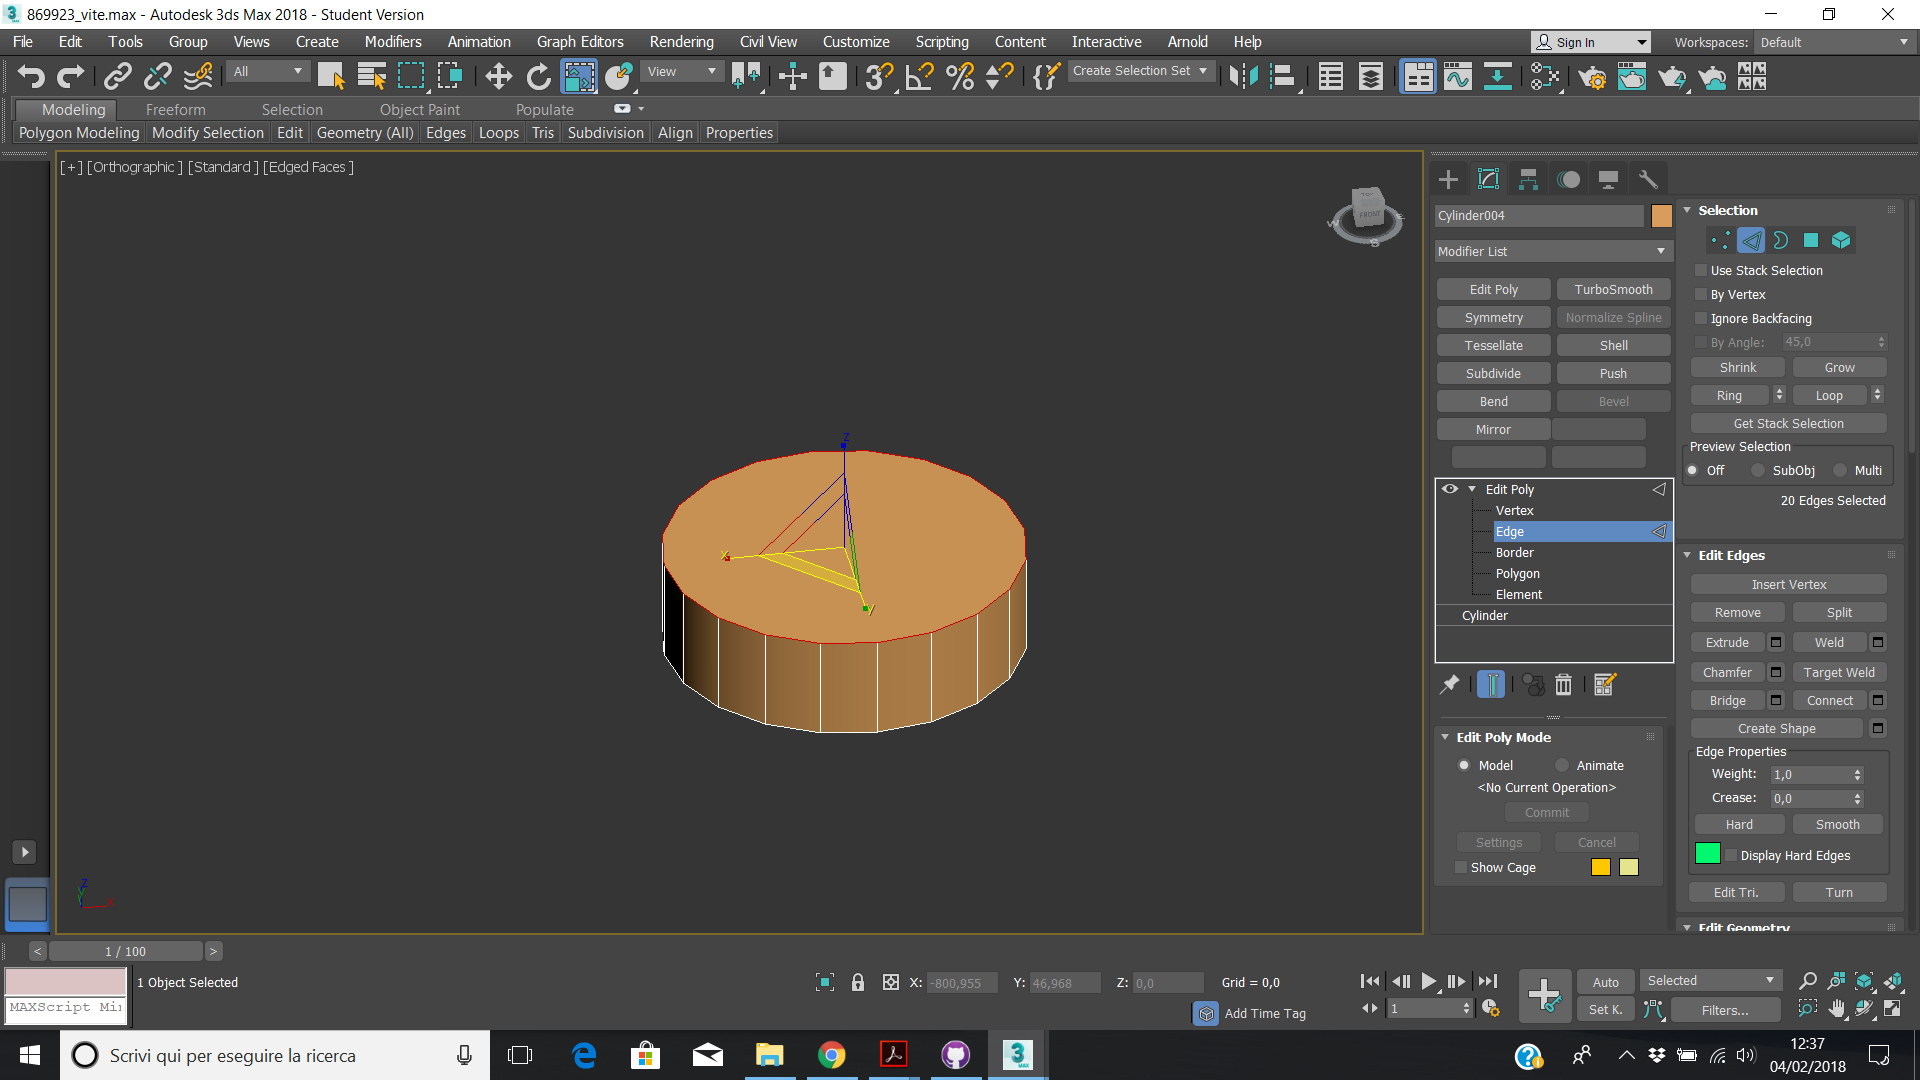 869923_vite.max - Autodesk 3ds Max 2018 - Student Version
File Edit Tools Group Views Create Modifiers Animation Graph Editors Rendering Civil View Customize Scripting Content Interactive Arnold Help Sign In Workspaces: Default
All View Create Selection Set
Modeling Freeform Selection Object Paint Populate
Polygon Modeling Modify Selection Edit Geometry (All) Edges Loops Tris Subdivision Align Properties
[+] [Orthographic ] [Standard ] [Edged Faces ]
FRONT
W
S
z
x
y
Z
Cylinder004
Modifier List
Edit Poly TurboSmooth
Symmetry Normalize Spline
Tessellate Shell
Subdivide Push
Bend Bevel
Mirror
Edit Poly
Vertex
Edge
Border
Polygon
Element
Cylinder
Edit Poly Mode
Model Animate
<No Current Operation>
Commit
Settings Cancel
Show Cage
Selection
Use Stack Selection
By Vertex
Ignore Backfacing
By Angle: 45,0
Shrink Grow
Ring Loop
Get Stack Selection
Preview Selection
Off SubObj Multi
20 Edges Selected
Edit Edges
Insert Vertex
Remove Split
Extrude Weld
Chamfer Target Weld
Bridge Connect
Create Shape
Edge Properties
Weight: 1,0
Crease: 0,0
Hard Smooth
Display Hard Edges
Edit Tri. Turn
Edit Geometry
< 1 / 100 >
1 Object Selected
MAXScript Mi
X: -800,955 Y: 46,968 Z: 0,0 Grid = 0,0
Add Time Tag
1
Auto Selected
Set K. Filters...
Scrivi qui per eseguire la ricerca
3
MAX
12:37
04/02/2018